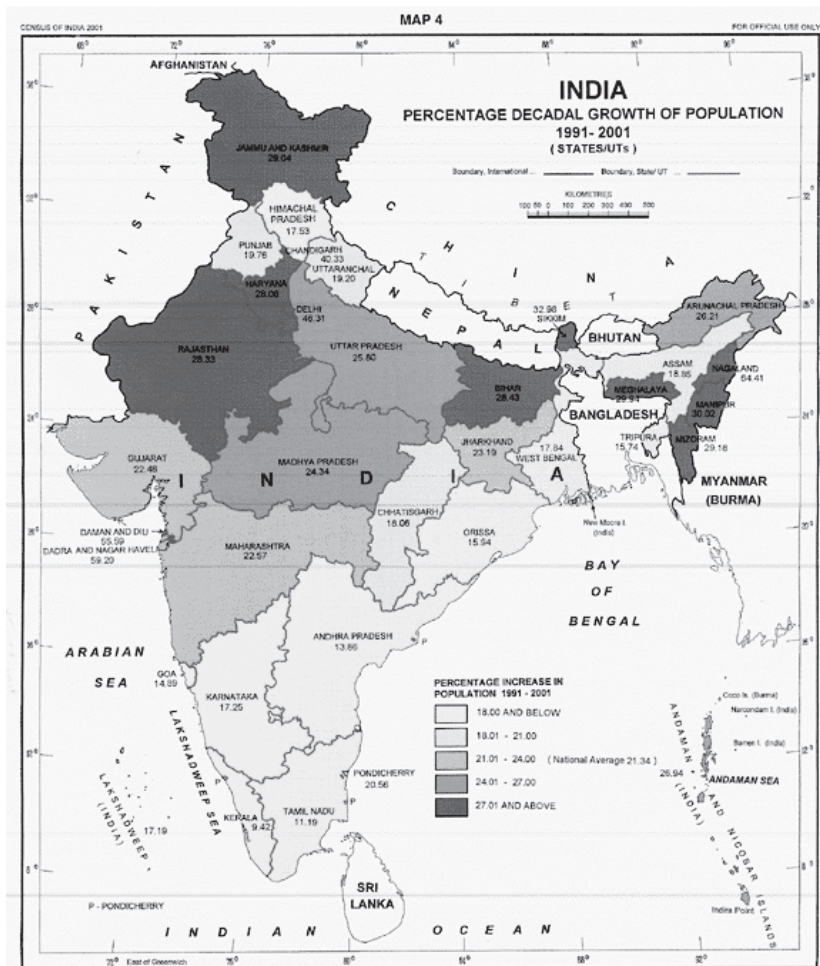 MAP 4
CENSUS OF INDIA 2001
FOR OFFICIAL USE ONLY
INDIA
PERCENTAGE DECADAL GROWTH OF POPULATION
1991- 2001
( STATES/UTs )
Boundary, International ... Boundary, State/ UT ...
KILOMETRES
100 50 0 100 200 300 400 500
AFGHANISTAN
PAKISTAN
CHINA
TIBET
NEPAL
BHUTAN
BANGLADESH
MYANMAR
(BURMA)
INDIA
JAMMU AND KASHMIR
29.04
HIMACHAL
PRADESH
17.53
PUNJAB
19.76
CHANDIGARH
40.33
UTTARANCHAL
19.20
HARYANA
28.06
DELHI
46.31
RAJASTHAN
28.33
UTTAR PRADESH
25.80
BIHAR
28.43
32.98
SIKKIM
ARUNACHAL PRADESH
26.21
ASSAM
18.85
NAGALAND
64.41
MEGHALAYA
29.94
MANIPUR
30.02
TRIPURA
15.74
MIZORAM
29.18
GUJARAT
22.48
MADHYA PRADESH
24.34
JHARKHAND
23.19
17.84
WEST BENGAL
CHHATISGARH
18.06
ORISSA
15.94
New Moore I.
(India)
DAMAN AND DIU
55.59
DADRA AND NAGAR HAVELI
59.20
MAHARASHTRA
22.57
ANDHRA PRADESH
13.86
GOA
14.89
KARNATAKA
17.25
PONDICHERRY
20.56
KERALA
9.42
TAMIL NADU
11.19
LAKSHADWEEP
(INDIA)
17.19
LAKSHADWEEP SEA
ARABIAN
SEA
BAY
OF
BENGAL
SRI
LANKA
INDIAN OCEAN
PERCENTAGE INCREASE IN
POPULATION 1991 - 2001
18.00 AND BELOW
18.01 - 21.00
21.01 - 24.00 ( National Average 21.34 )
24.01 - 27.00
27.01 AND ABOVE
Coco Is. (Burma)
Narcondam I. (India)
Barren I. (India)
26.94
ANDAMAN SEA
ANDAMAN AND NICOBAR ISLANDS
(INDIA)
Indira Point
P - PONDICHERRY
East of Greenwich